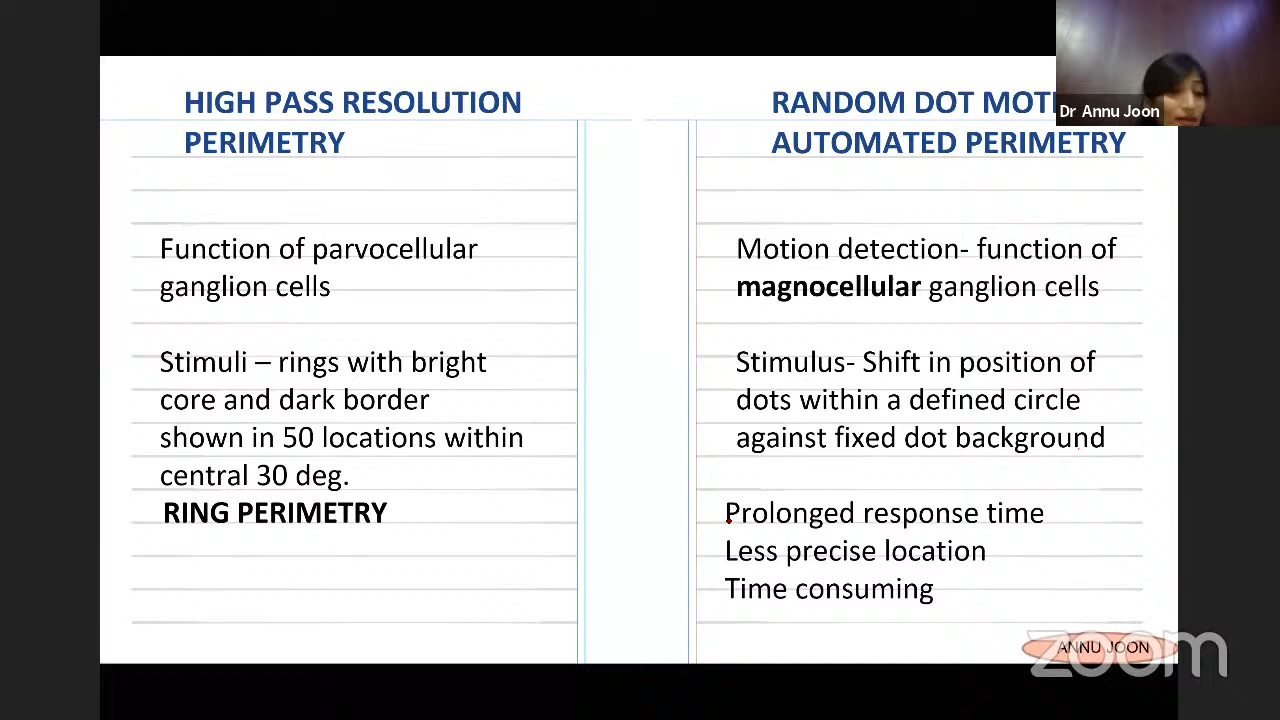 HIGH PASS RESOLUTION
PERIMETRY
Function of parvocellular
ganglion cells
Stimuli – rings with bright
core and dark border
shown in 50 locations within
central 30 deg.
RING PERIMETRY
RANDOM DOT
AUTOMATED PERIMETRY
Motion detection- function of
magnocellular ganglion cells
Stimulus- Shift in position of
dots within a defined circle
against fixed dot background
Prolonged response time
Less precise location
Time consuming
Dr Annu Joon
ANNU JOON
zoom